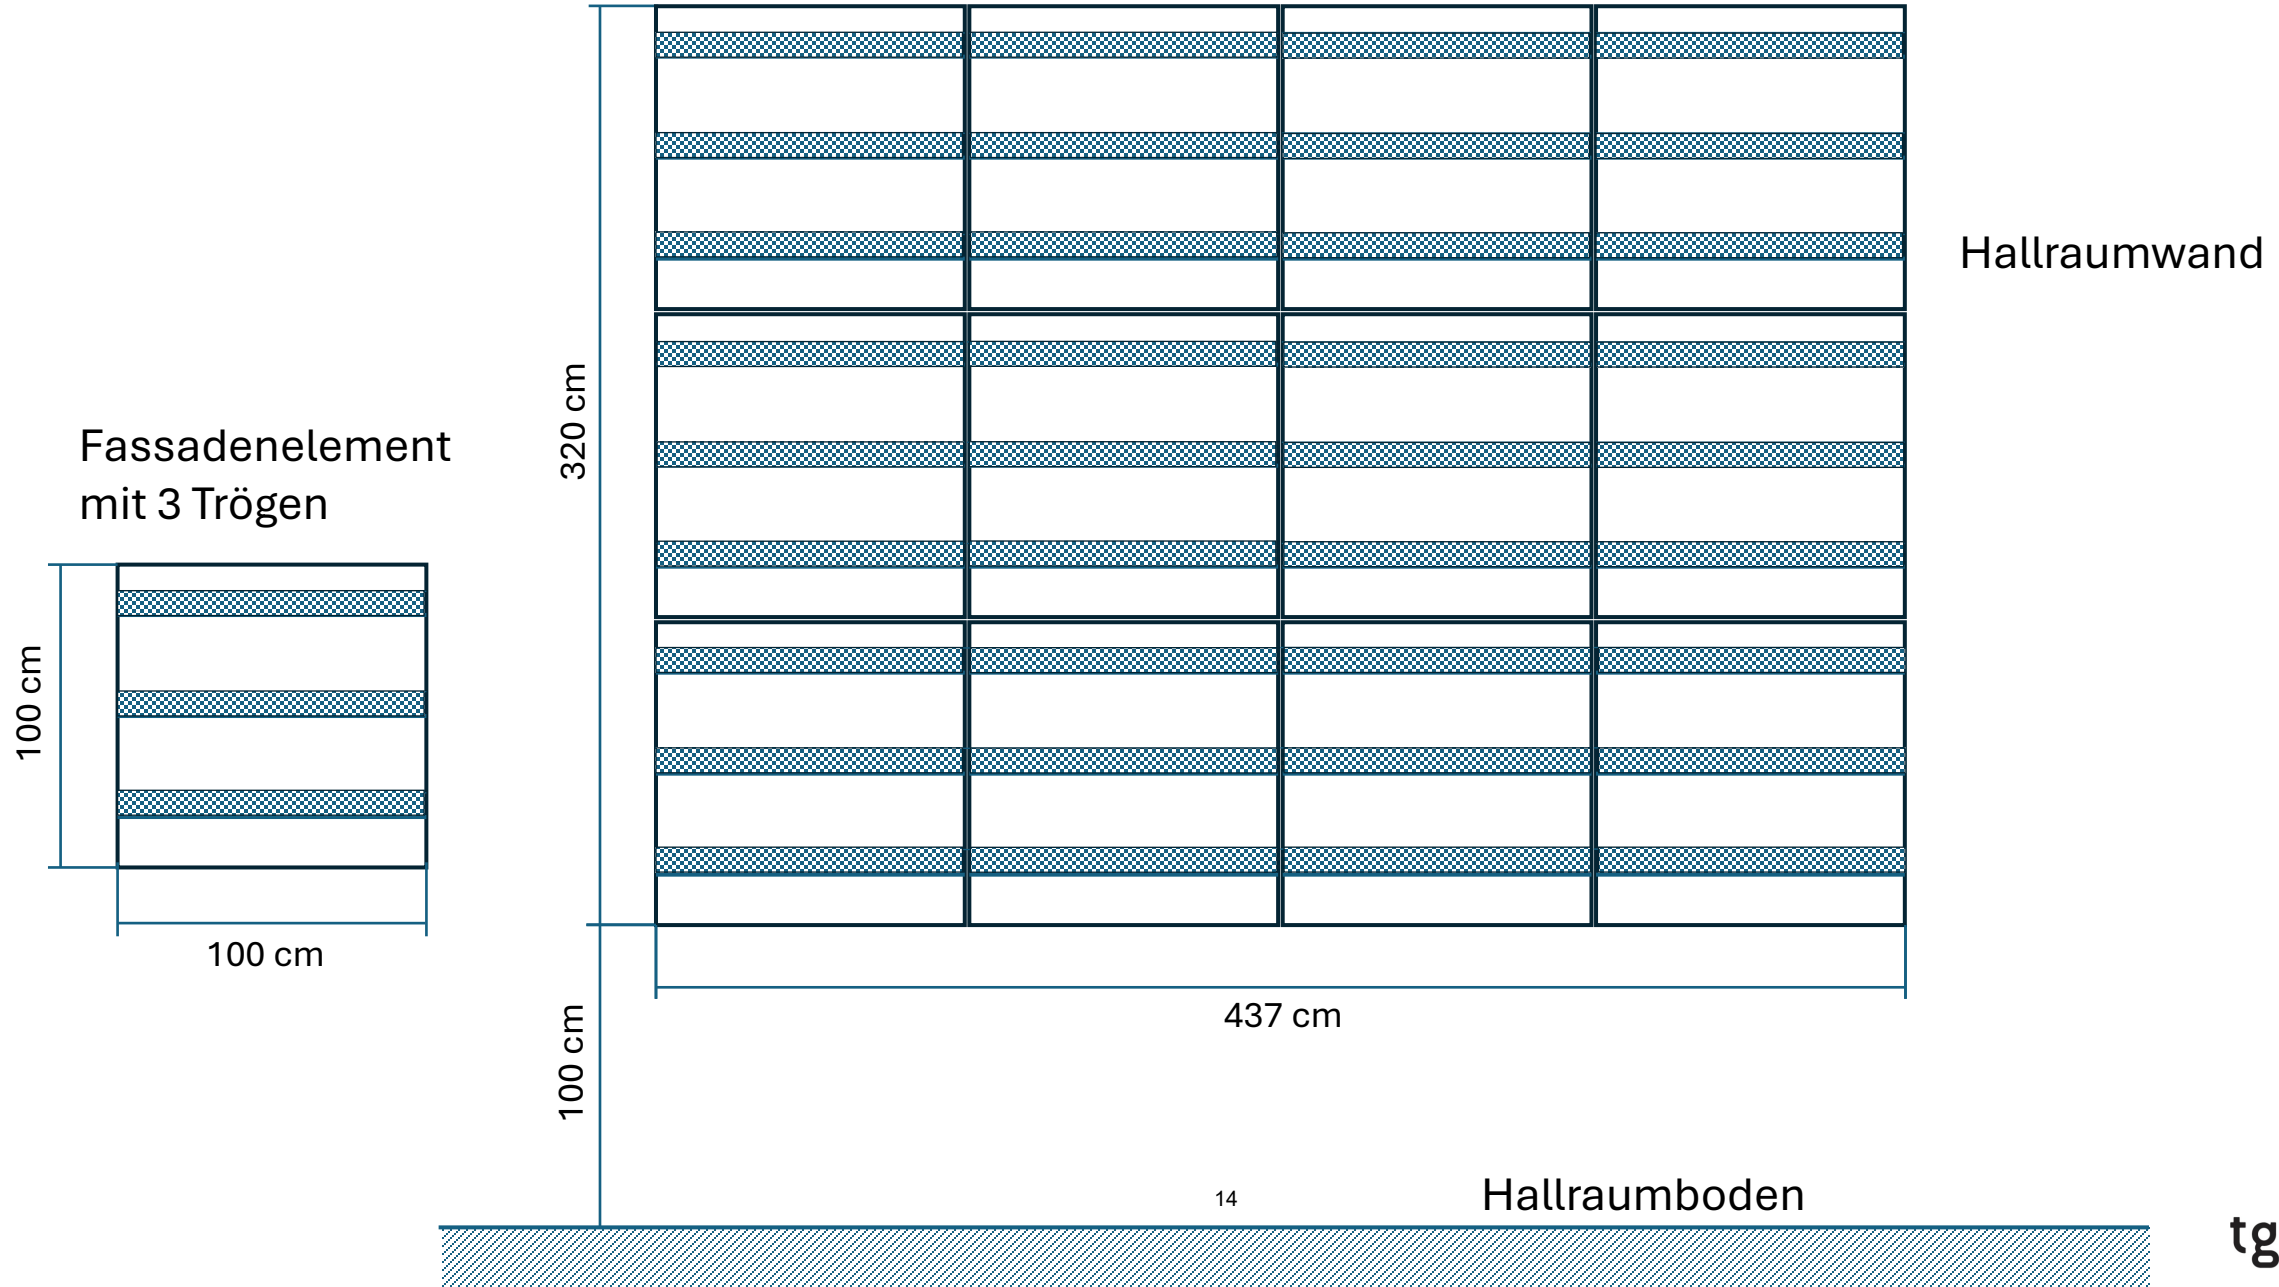 Hallraumwand
320 cm
Fassadenelement
mit 3 Trögen
100 cm
100 cm
437 cm
100 cm
14
Hallraumboden
tg